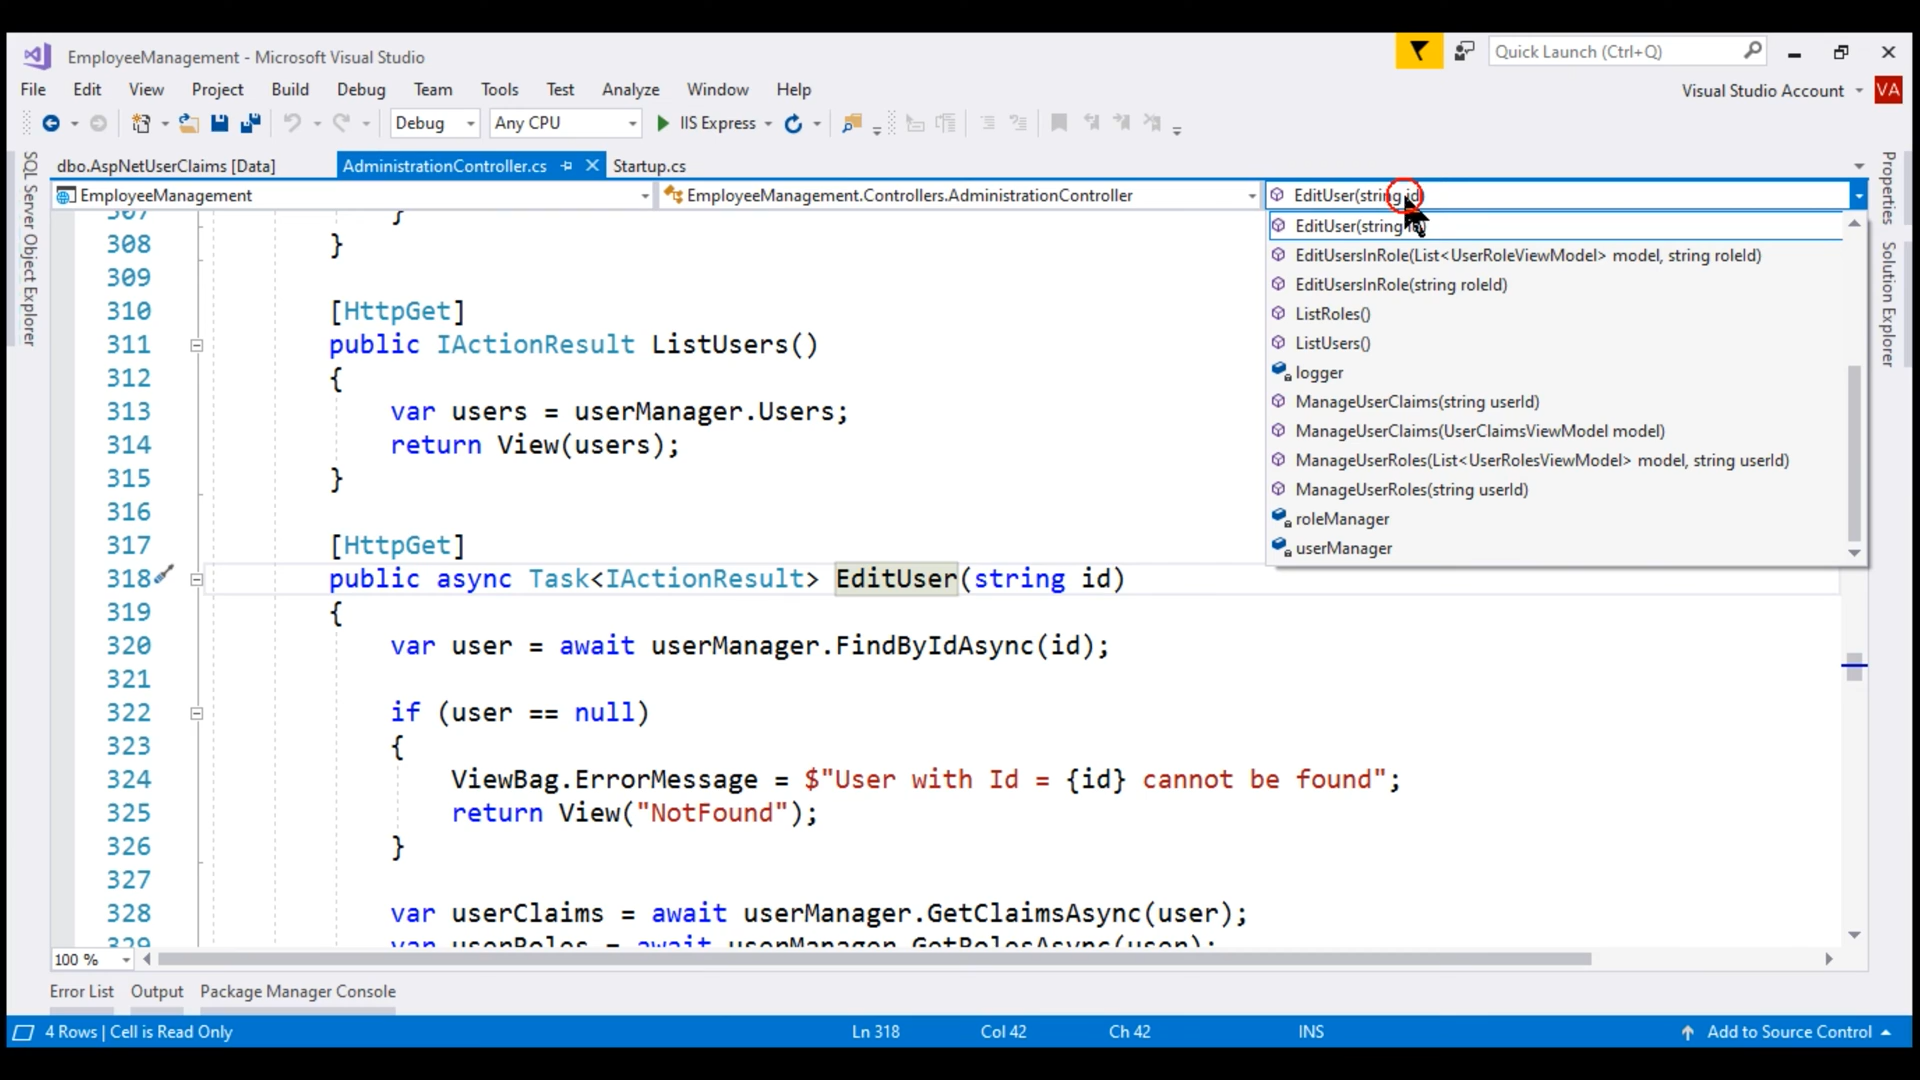 EmployeeManagement - Microsoft Visual Studio
Quick Launch (Ctrl+Q)
File Edit View Project Build Debug Team Tools Test Analyze Window Help
Visual Studio Account VA
Debug Any CPU IIS Express
dbo.AspNetUserClaims [Data] AdministrationController.cs Startup.cs
EmployeeManagement EmployeeManagement.Controllers.AdministrationController EditUser(string id)
SQL Server Object Explorer
Properties
Solution Explorer
EditUser(string id)
EditUsersInRole(List<UserRoleViewModel> model, string roleId)
EditUsersInRole(string roleId)
ListRoles()
ListUsers()
logger
ManageUserClaims(string userId)
ManageUserClaims(UserClaimsViewModel model)
ManageUserRoles(List<UserRolesViewModel> model, string userId)
ManageUserRoles(string userId)
roleManager
userManager
307 }
308 }
309
310 [HttpGet]
311 public IActionResult ListUsers()
312 {
313 var users = userManager.Users;
314 return View(users);
315 }
316
317 [HttpGet]
318 public async Task<IActionResult> EditUser(string id)
319 {
320 var user = await userManager.FindByIdAsync(id);
321
322 if (user == null)
323 {
324 ViewBag.ErrorMessage = $"User with Id = {id} cannot be found";
325 return View("NotFound");
326 }
327
328 var userClaims = await userManager.GetClaimsAsync(user);
329 var userRoles = await userManager.GetRolesAsync(user);
100 %
Error List Output Package Manager Console
4 Rows | Cell is Read Only Ln 318 Col 42 Ch 42 INS Add to Source Control